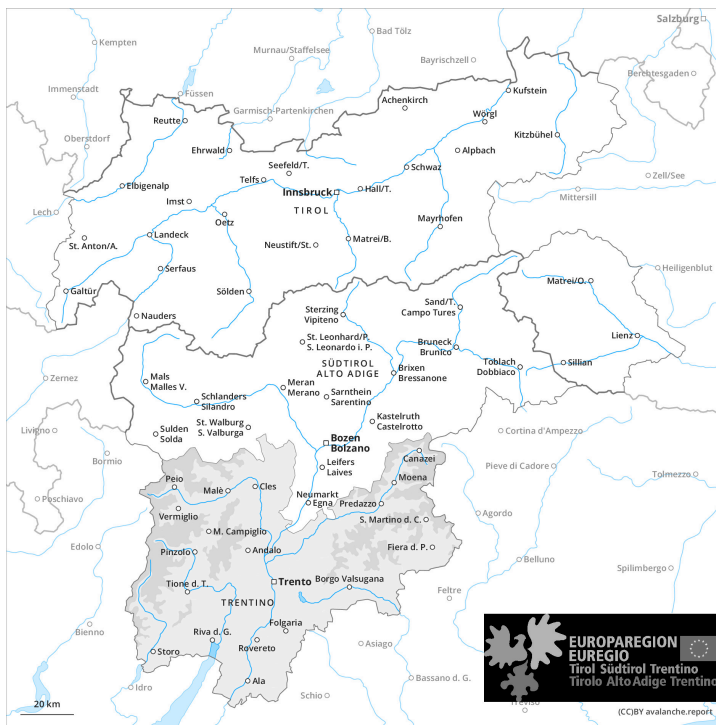 Salzburg
Kempten
Bad Tölz
Murnau/Staffelsee
Bayrischzell
Berchtesgaden
Immenstadt
Füssen
Kufstein
Garmisch-Partenkirchen
Achenkirch
Reutte
Wörgl
Oberstdorf
Kitzbühel
Ehrwald
Alpbach
Seefeld/T.
Schwaz
Zell/See
Telfs
Elbigenalp
Innsbruck
Hall/T.
Mittersill
Imst
TIROL
Lech
Oetz
Mayrhofen
Landeck
St. Anton/A.
Neustift/St.
Matrei/B.
Serfaus
Heiligenblut
Matrei/O.
Galtür
Sölden
Sand/T.
Campo Tures
Nauders
Sterzing
Vipiteno
Lienz
St. Leonhard/P.
S. Leonardo i. P.
Bruneck
Brunico
SÜDTIROL
ALTO ADIGE
Toblach
Dobbiaco
Sillian
Brixen
Bressanone
Zernez
Mals
Malles V.
Meran
Merano
Sarnthein
Sarentino
Schlanders
Silandro
Kastelruth
Castelrotto
St. Walburg
S. Valburga
Livigno
Sulden
Solda
Cortina d'Ampezzo
Bozen
Bolzano
Bormio
Canazei
Pieve di Cadore
Leifers
Laives
Tolmezzo
Peio
Moena
Malè
Cles
Poschiavo
Neumarkt
Egna
Predazzo
Vermiglio
Agordo
S. Martino d. C.
M. Campiglio
Edolo
Fiera d. P.
Pinzolo
Andalo
Belluno
Spilimbergo
Tione d. T.
Trento
Borgo Valsugana
Feltre
TRENTINO
Folgaria
Bienno
Riva d. G.
Rovereto
Asiago
Storo
Ala
Bassano d. G.
Idro
Schio
Treviso
EUROPAREGION
EUREGIO
Tirol Südtirol Trentino
Tirolo Alto Adige Trentino
20 km
(CC)BY avalanche.report